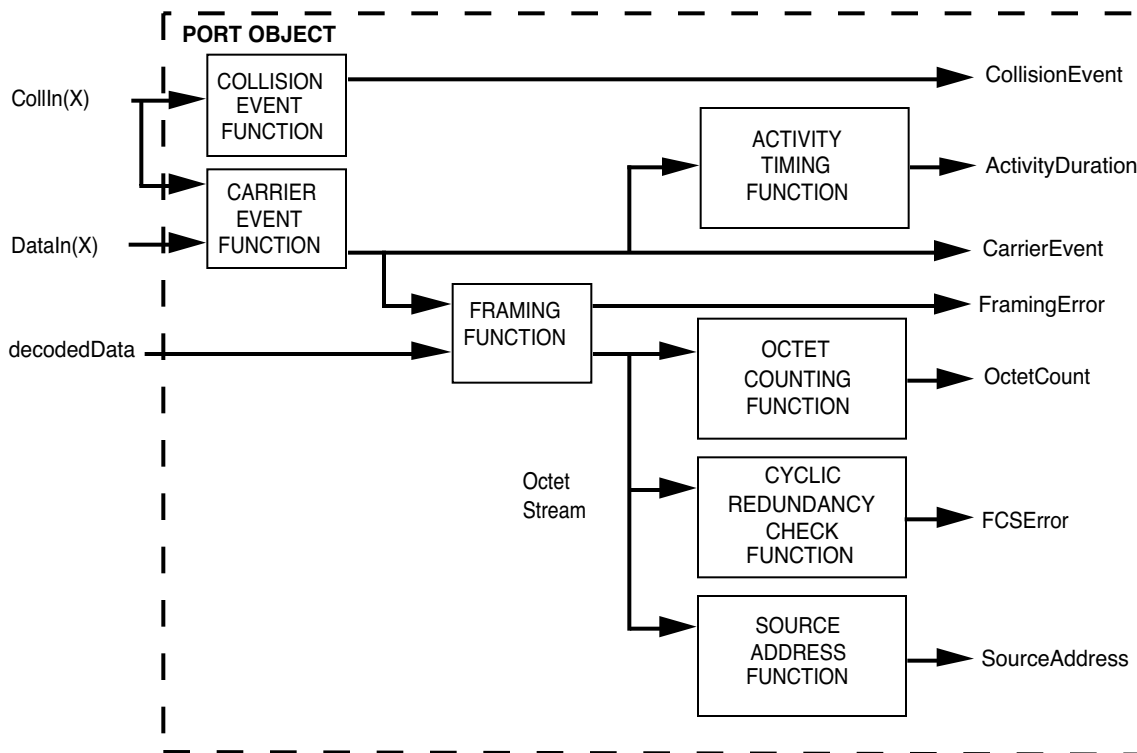 PORT OBJECT
COLLISION
EVENT
FUNCTION
CollIn(X)
CollisionEvent
ACTIVITY
TIMING
FUNCTION
ActivityDuration
CARRIER
EVENT
FUNCTION
DataIn(X)
CarrierEvent
FRAMING
FUNCTION
FramingError
decodedData
OCTET
COUNTING
FUNCTION
OctetCount
Octet
Stream
CYCLIC
REDUNDANCY
CHECK
FUNCTION
FCSError
SOURCE
ADDRESS
FUNCTION
SourceAddress